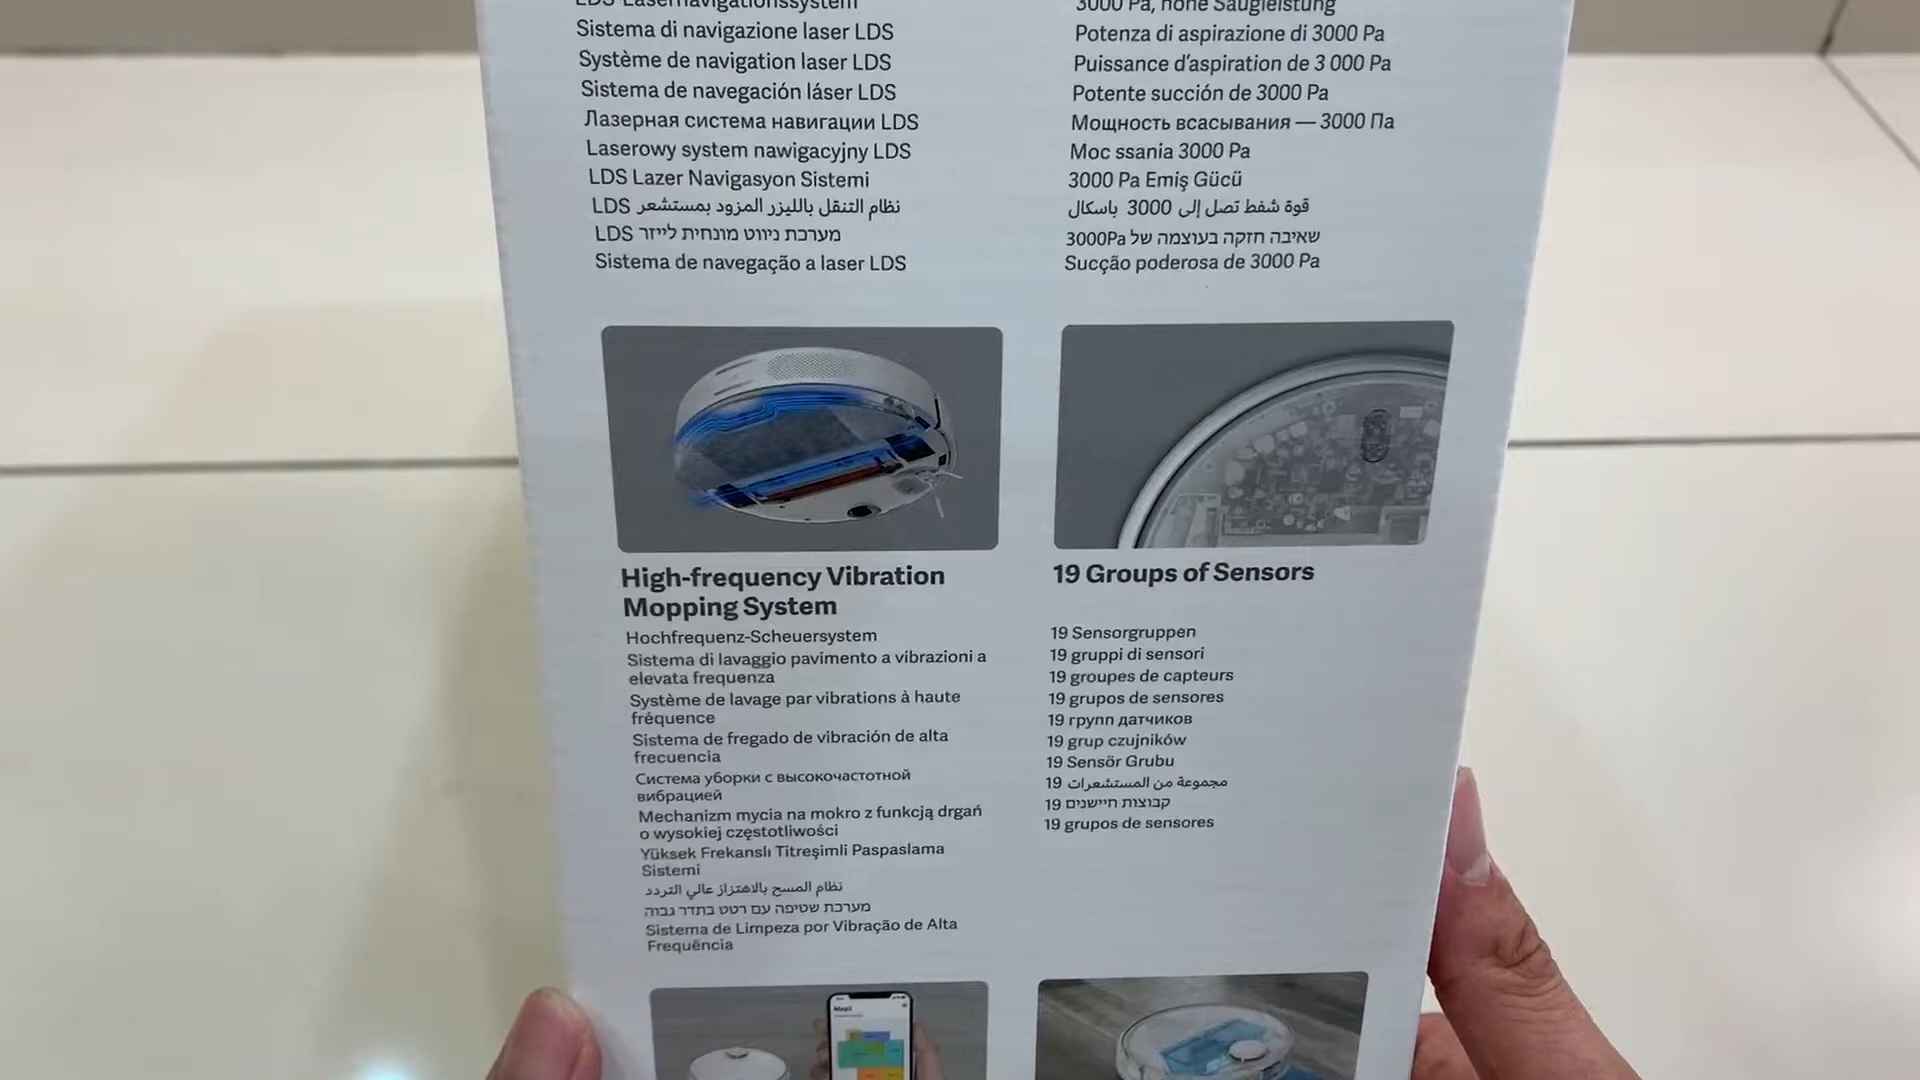 LDS-Lasernavigationssystem
Sistema di navigazione laser LDS
Système de navigation laser LDS
Sistema de navegación láser LDS
Лазерная система навигации LDS
Laserowy system nawigacyjny LDS
LDS Lazer Navigasyon Sistemi
نظام التنقل بالليزر المزود بمستشعر LDS
מערכת ניווט מונחית לייזר LDS
Sistema de navegação a laser LDS
3000 Pa, hohe Saugleistung
Potenza di aspirazione di 3000 Pa
Puissance d’aspiration de 3 000 Pa
Potente succión de 3000 Pa
Мощность всасывания — 3000 Па
Moc ssania 3000 Pa
3000 Pa Emiş Gücü
قوة شفط تصل إلى 3000 باسكال
שאיבה חזקה בעוצמה של 3000Pa
Sucção poderosa de 3000 Pa
High-frequency Vibration
Mopping System
Hochfrequenz-Scheuersystem
Sistema di lavaggio pavimento a vibrazioni a
elevata frequenza
Système de lavage par vibrations à haute
fréquence
Sistema de fregado de vibración de alta
frecuencia
Система уборки с высокочастотной
вибрацией
Mechanizm mycia na mokro z funkcją drgań
o wysokiej częstotliwości
Yüksek Frekanslı Titreşimli Paspaslama
Sistemi
نظام المسح بالاهتزاز عالي التردد
מערכת שטיפה עם רטט בתדר גבוה
Sistema de Limpeza por Vibração de Alta
Frequência
19 Groups of Sensors
19 Sensorgruppen
19 gruppi di sensori
19 groupes de capteurs
19 grupos de sensores
19 групп датчиков
19 grup czujników
19 Sensör Grubu
19 مجموعة من المستشعرات
19 קבוצות חיישנים
19 grupos de sensores